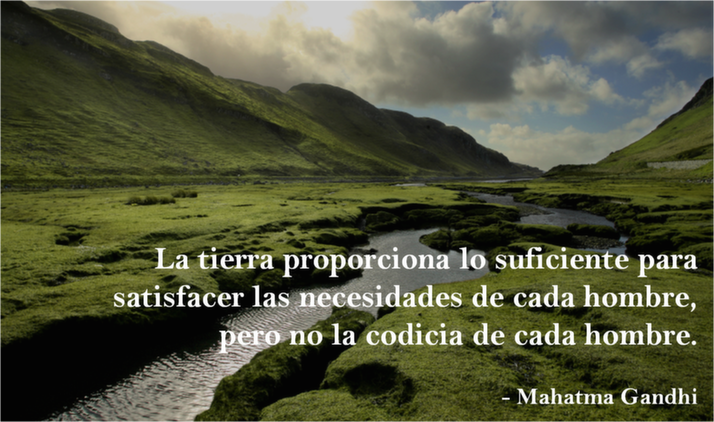 La tierra proporciona lo suficiente para
satisfacer las necesidades de cada hombre,
pero no la codicia de cada hombre.
- Mahatma Gandhi